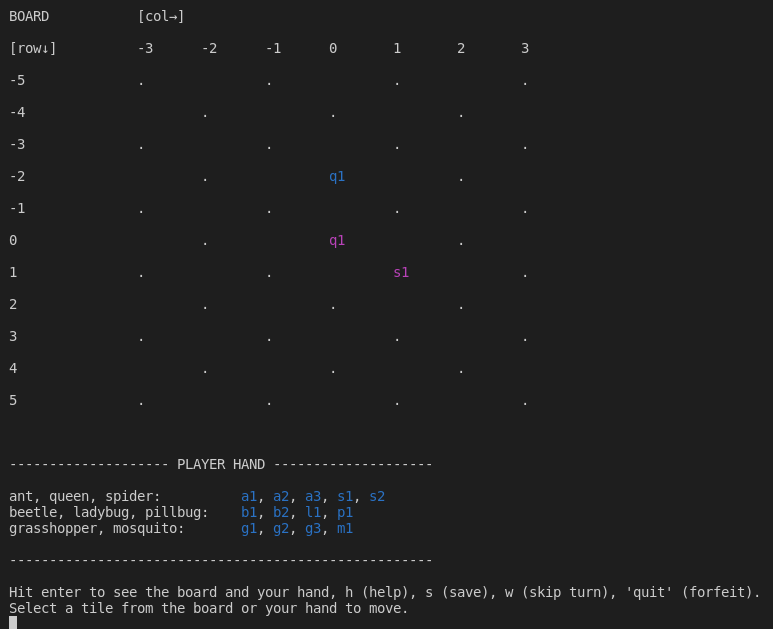 BOARD [col→]
[row↓] -3 -2 -1 0 1 2 3
-5 . . . .
-4 . . .
-3 . . . .
-2 . q1 .
-1 . . . .
0 . q1 .
1 . . s1 .
2 . . .
3 . . . .
4 . . .
5 . . . .
-------------------- PLAYER HAND --------------------
ant, queen, spider: a1, a2, a3, s1, s2
beetle, ladybug, pillbug: b1, b2, l1, p1
grasshopper, mosquito: g1, g2, g3, m1
-----------------------------------------------------
Hit enter to see the board and your hand, h (help), s (save), w (skip turn), 'quit' (forfeit).
Select a tile from the board or your hand to move.